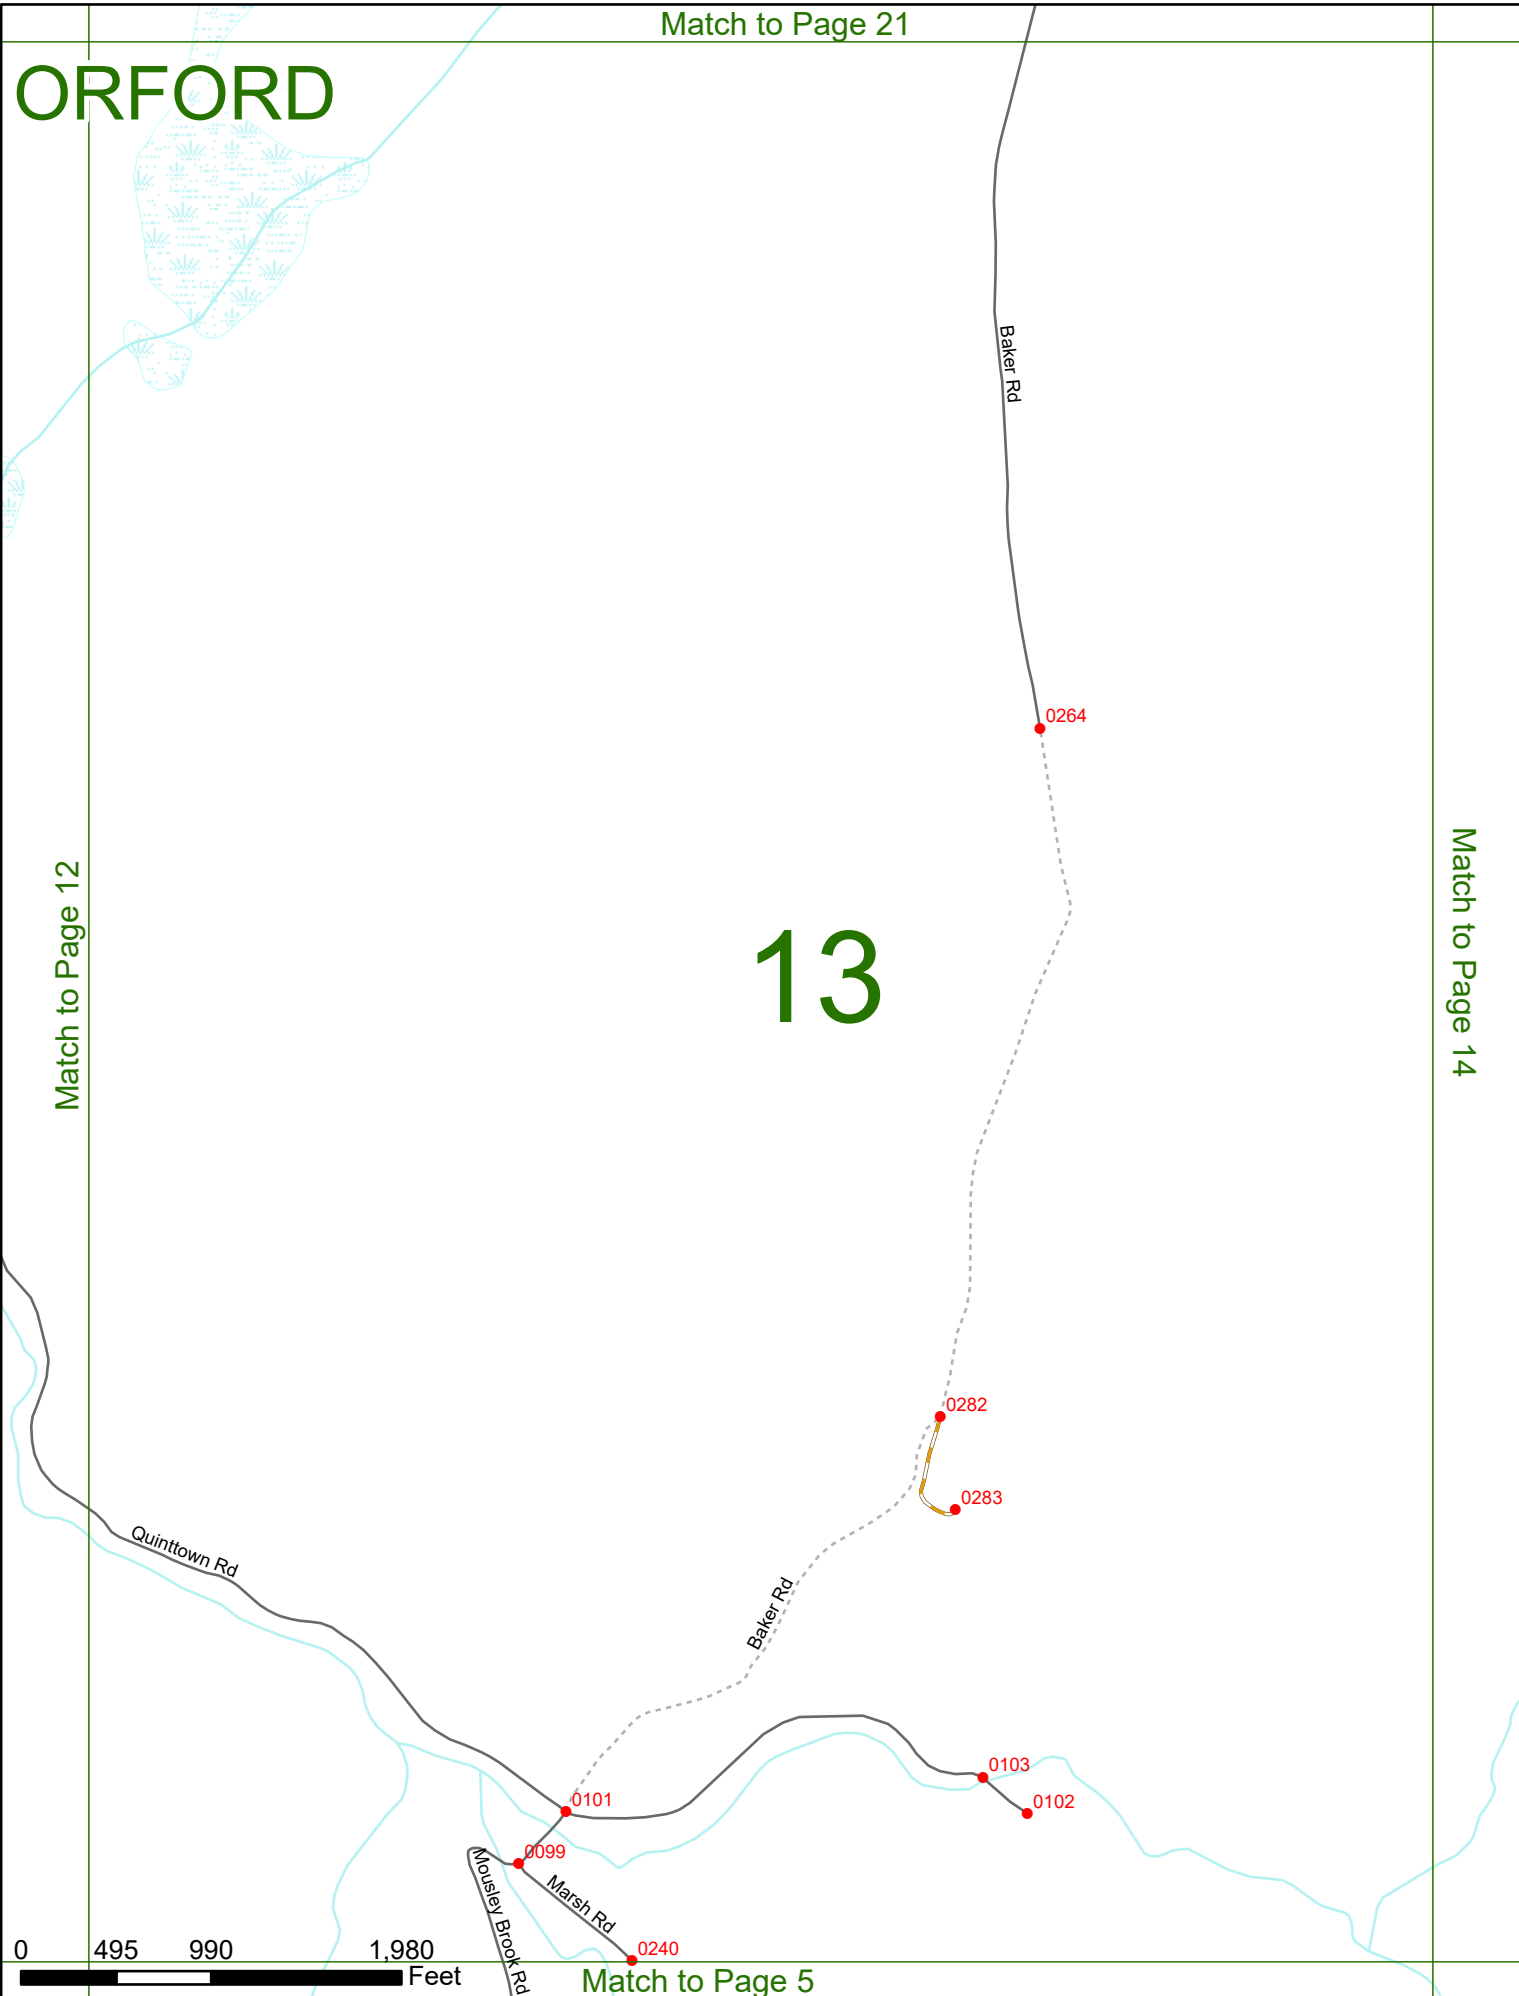 Match to Page 21
ORFORD
Baker Rd
0264
Match to Page 12
Match to Page 14
13
0282
0283
Quinttown Rd
Baker Rd
0103
0101
0102
0099
Mousley Brook Rd
Marsh Rd
0240
0 495 990 1,980
Feet
Match to Page 5